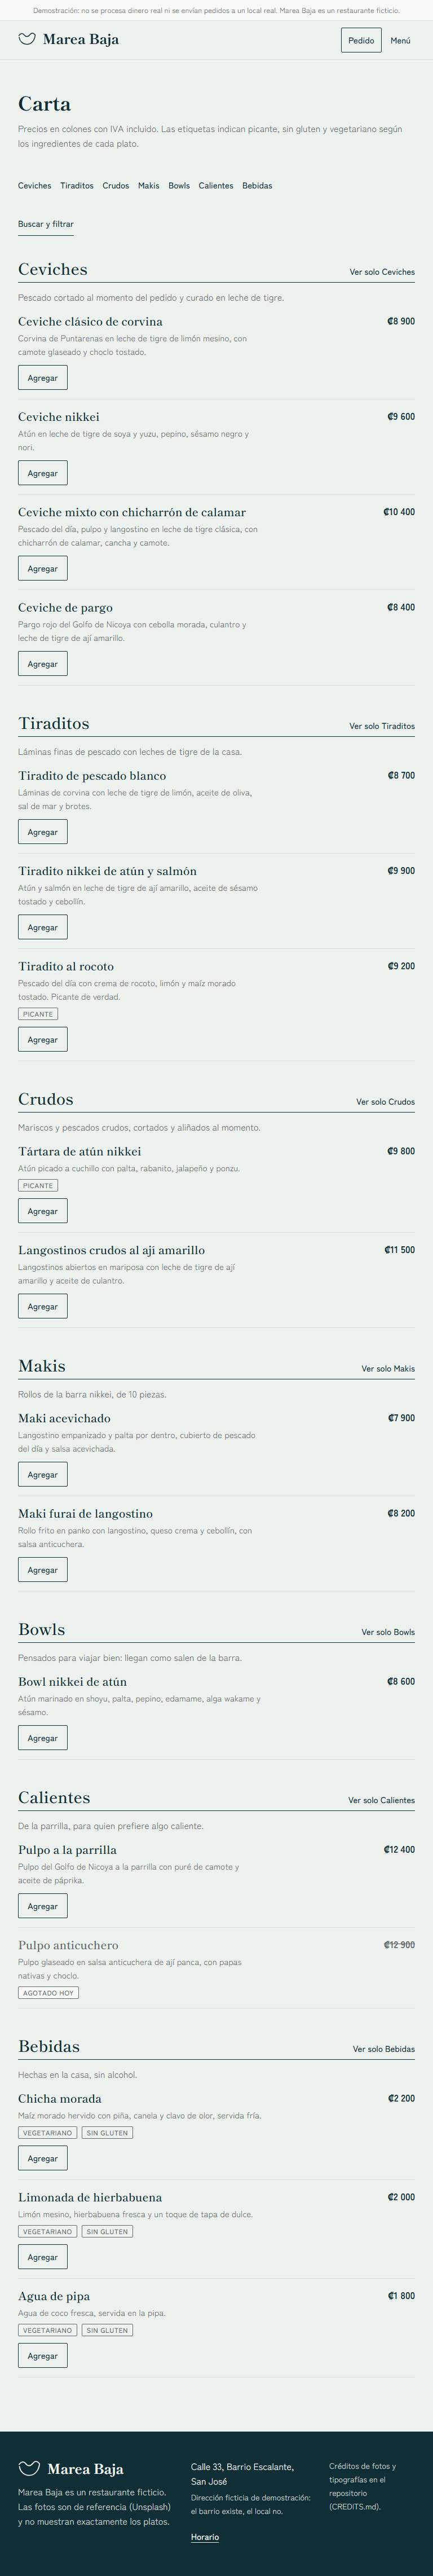 Demostración: no se procesa dinero real ni se envían pedidos a un local real. Marea Baja es un restaurante ficticio.
Marea Baja
Pedido
Menú
Carta
Precios en colones con IVA incluido. Las etiquetas indican picante, sin gluten y vegetariano según
los ingredientes de cada plato.
Ceviches Tiraditos Crudos Makis Bowls Calientes Bebidas
Buscar y filtrar
Ceviches
Ver solo Ceviches
Pescado cortado al momento del pedido y curado en leche de tigre.
Ceviche clásico de corvina
₡8 900
Corvina de Puntarenas en leche de tigre de limón mesino, con
camote glaseado y choclo tostado.
Agregar
Ceviche nikkei
₡9 600
Atún en leche de tigre de soya y yuzu, pepino, sésamo negro y
nori.
Agregar
Ceviche mixto con chicharrón de calamar
₡10 400
Pescado del día, pulpo y langostino en leche de tigre clásica, con
chicharrón de calamar, cancha y camote.
Agregar
Ceviche de pargo
₡8 400
Pargo rojo del Golfo de Nicoya con cebolla morada, culantro y
leche de tigre de ají amarillo.
Agregar
Tiraditos
Ver solo Tiraditos
Láminas finas de pescado con leches de tigre de la casa.
Tiradito de pescado blanco
₡8 700
Láminas de corvina con leche de tigre de limón, aceite de oliva,
sal de mar y brotes.
Agregar
Tiradito nikkei de atún y salmón
₡9 900
Atún y salmón en leche de tigre de ají amarillo, aceite de sésamo
tostado y cebollín.
Agregar
Tiradito al rocoto
₡9 200
Pescado del día con crema de rocoto, limón y maíz morado
tostado. Picante de verdad.
PICANTE
Agregar
Crudos
Ver solo Crudos
Mariscos y pescados crudos, cortados y aliñados al momento.
Tártara de atún nikkei
₡9 800
Atún picado a cuchillo con palta, rabanito, jalapeño y ponzu.
PICANTE
Agregar
Langostinos crudos al ají amarillo
₡11 500
Langostinos abiertos en mariposa con leche de tigre de ají
amarillo y aceite de culantro.
Agregar
Makis
Ver solo Makis
Rollos de la barra nikkei, de 10 piezas.
Maki acevichado
₡7 900
Langostino empanizado y palta por dentro, cubierto de pescado
del día y salsa acevichada.
Agregar
Maki furai de langostino
₡8 200
Rollo frito en panko con langostino, queso crema y cebollín, con
salsa anticuchera.
Agregar
Bowls
Ver solo Bowls
Pensados para viajar bien: llegan como salen de la barra.
Bowl nikkei de atún
₡8 600
Atún marinado en shoyu, palta, pepino, edamame, alga wakame y
sésamo.
Agregar
Calientes
Ver solo Calientes
De la parrilla, para quien prefiere algo caliente.
Pulpo a la parrilla
₡12 400
Pulpo del Golfo de Nicoya a la parrilla con puré de camote y
aceite de páprika.
Agregar
Pulpo anticuchero
₡12 900
Pulpo glaseado en salsa anticuchera de ají panca, con papas
nativas y choclo.
AGOTADO HOY
Bebidas
Ver solo Bebidas
Hechas en la casa, sin alcohol.
Chicha morada
₡2 200
Maíz morado hervido con piña, canela y clavo de olor, servida fría.
VEGETARIANO SIN GLUTEN
Agregar
Limonada de hierbabuena
₡2 000
Limón mesino, hierbabuena fresca y un toque de tapa de dulce.
VEGETARIANO SIN GLUTEN
Agregar
Agua de pipa
₡1 800
Agua de coco fresca, servida en la pipa.
VEGETARIANO SIN GLUTEN
Agregar
Marea Baja
Marea Baja es un restaurante ficticio.
Las fotos son de referencia (Unsplash)
y no muestran exactamente los platos.
Calle 33, Barrio Escalante,
San José
Dirección ficticia de demostración:
el barrio existe, el local no.
Horario
Créditos de fotos y
tipografías en el
repositorio
(CREDITS.md).